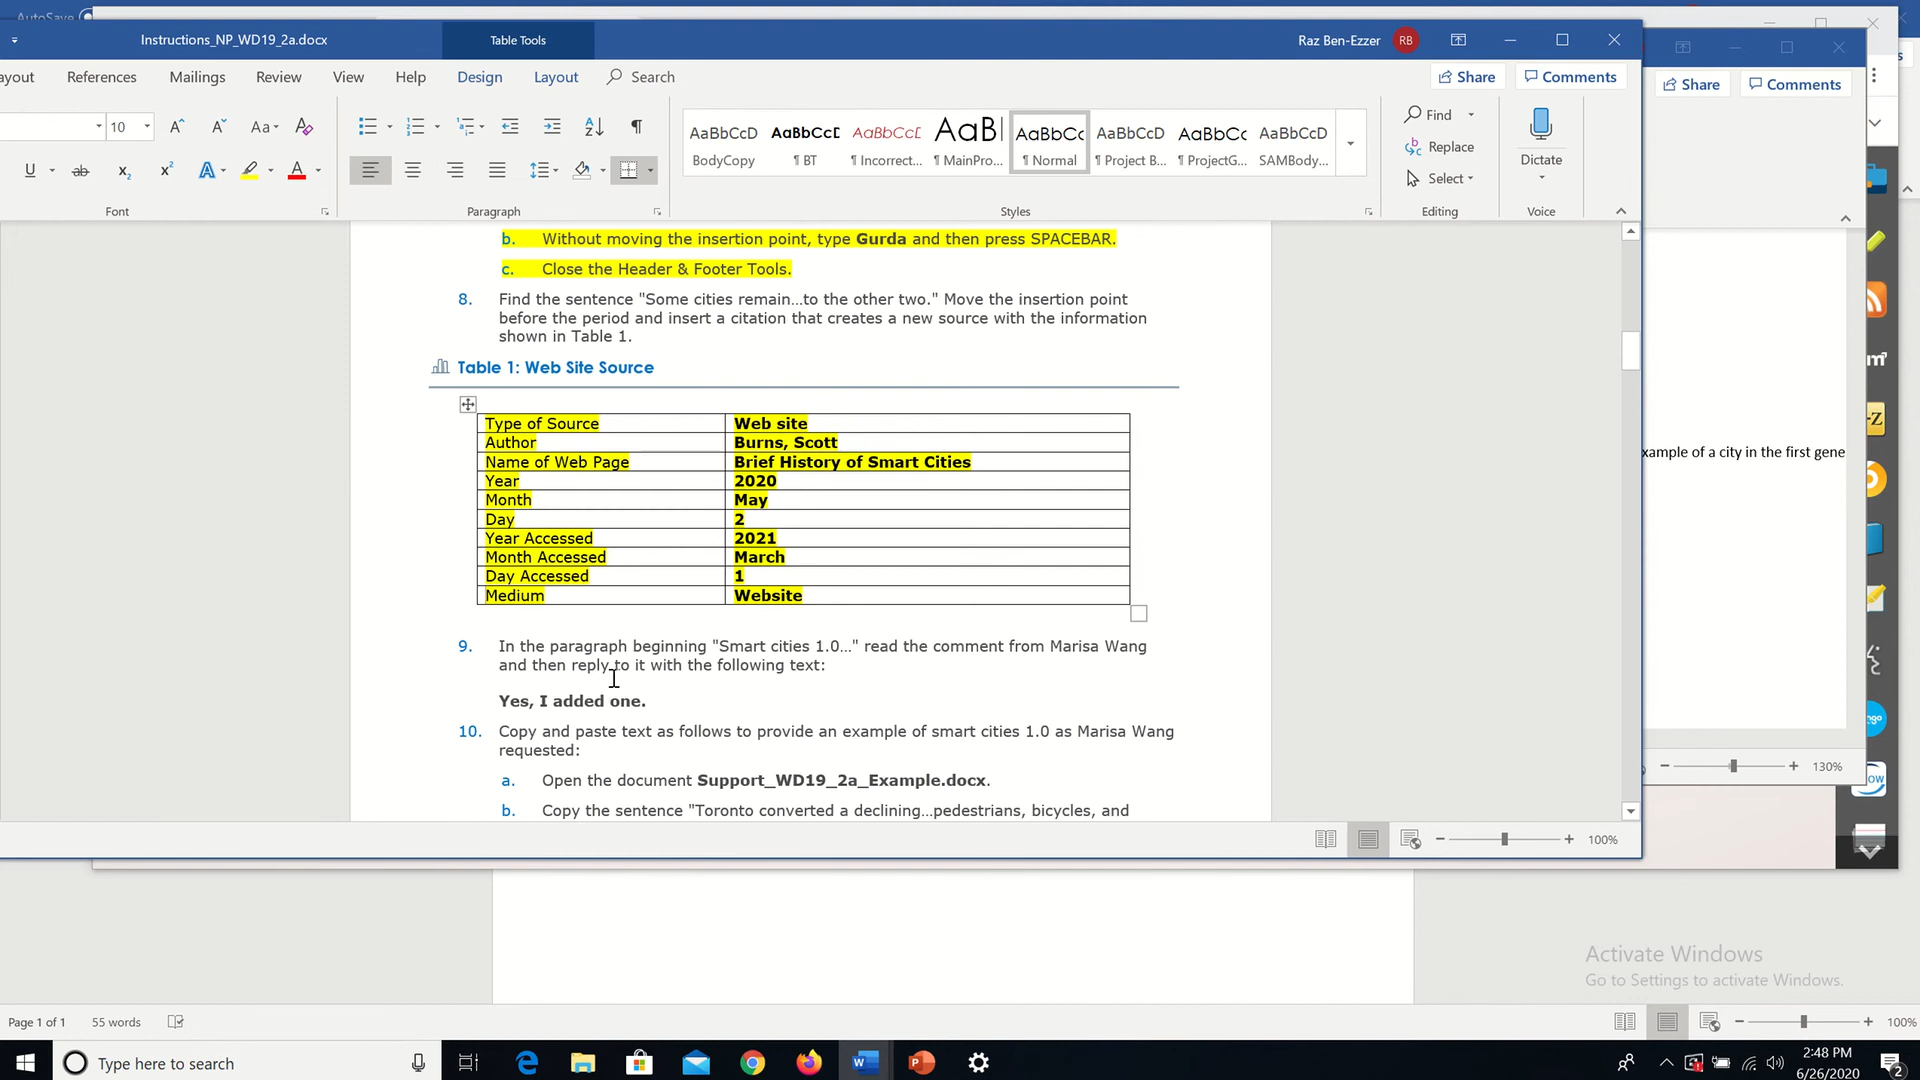 AutoSave
Instructions_NP_WD19_2a.docx
Table Tools
Raz Ben-Ezzer
RB
ayout
References
Mailings
Review
View
Help
Design
Layout
Search
Share
Comments
Share
Comments
10
Aa
AaBbCcD
AaBbCcD
AaBbCcD
AaB
AaBbCc
AaBbCcD
AaBbCc
AaBbCcD
BodyCopy
¶ BT
¶ Incorrect...
¶ MainPro...
¶ Normal
¶ Project B...
¶ ProjectG...
SAMBody...
Find
Replace
Select
Dictate
Font
Paragraph
Styles
Editing
Voice
b. Without moving the insertion point, type Gurda and then press SPACEBAR.
c. Close the Header & Footer Tools.
8. Find the sentence "Some cities remain…to the other two." Move the insertion point
before the period and insert a citation that creates a new source with the information
shown in Table 1.
Table 1: Web Site Source
Type of Source Web site
Author Burns, Scott
Name of Web Page Brief History of Smart Cities
Year 2020
Month May
Day 2
Year Accessed 2021
Month Accessed March
Day Accessed 1
Medium Website
9. In the paragraph beginning "Smart cities 1.0…" read the comment from Marisa Wang
and then reply to it with the following text:
Yes, I added one.
10. Copy and paste text as follows to provide an example of smart cities 1.0 as Marisa Wang
requested:
a. Open the document Support_WD19_2a_Example.docx.
b. Copy the sentence "Toronto converted a declining…pedestrians, bicycles, and
xample of a city in the first gene
130%
100%
Activate Windows
Go to Settings to activate Windows.
Page 1 of 1
55 words
100%
Type here to search
2:48 PM
6/26/2020
2